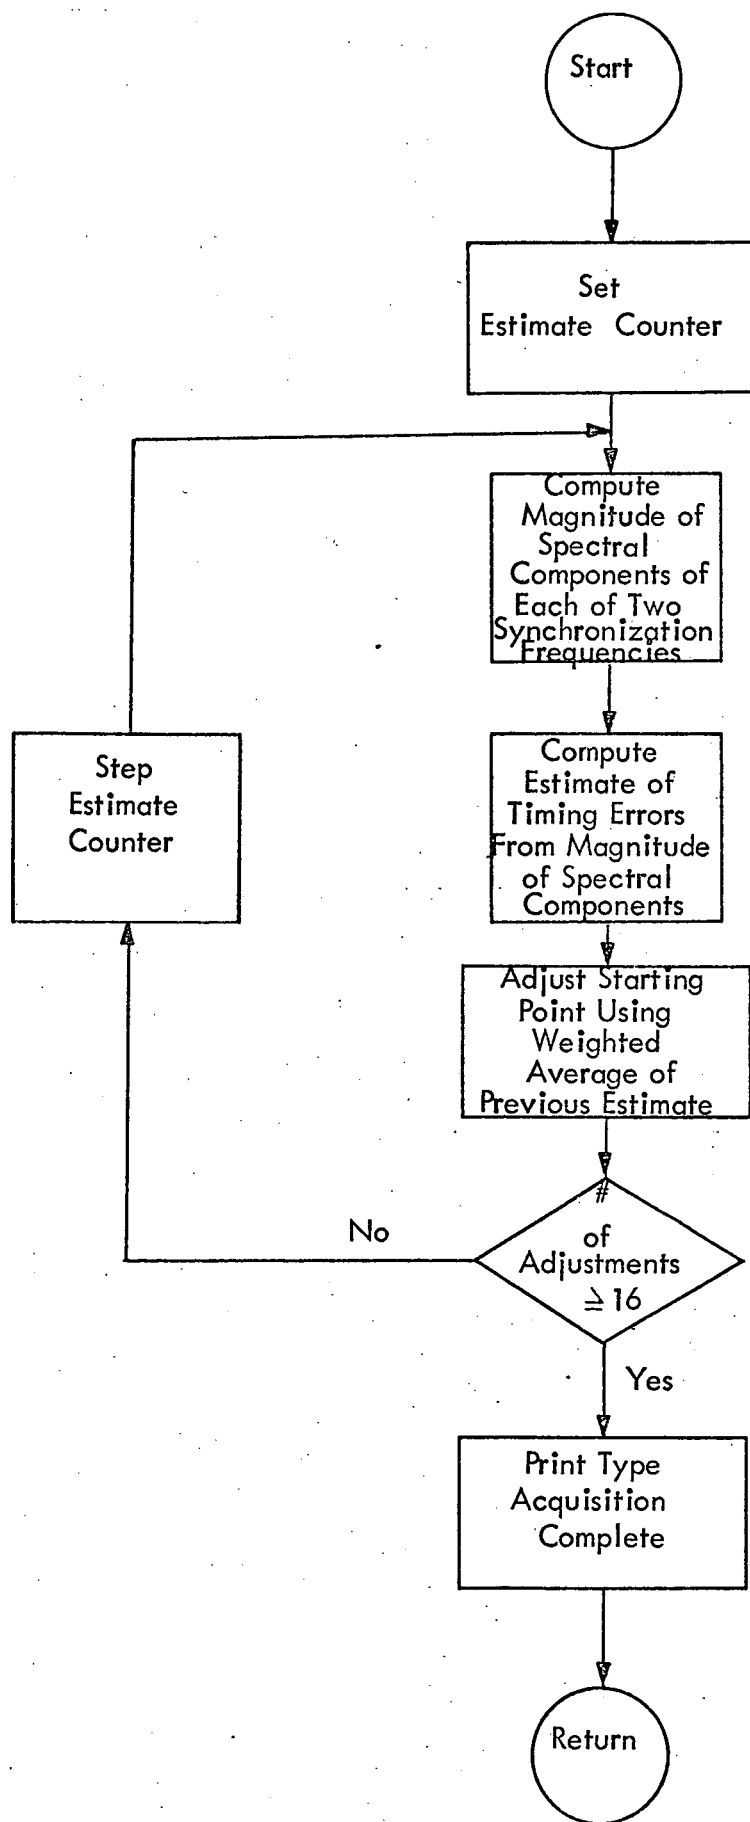 Start
Set
Estimate Counter
Compute
Magnitude of
Spectral
Components of
Each of Two
Synchronization
Frequencies
Step
Estimate
Counter
Compute
Estimate of
Timing Errors
From Magnitude
of Spectral
Components
Adjust Starting
Point Using
Weighted
Average of
Previous Estimate
#
of
Adjustments
≧ 16
No
Yes
Print Type
Acquisition
Complete
Return